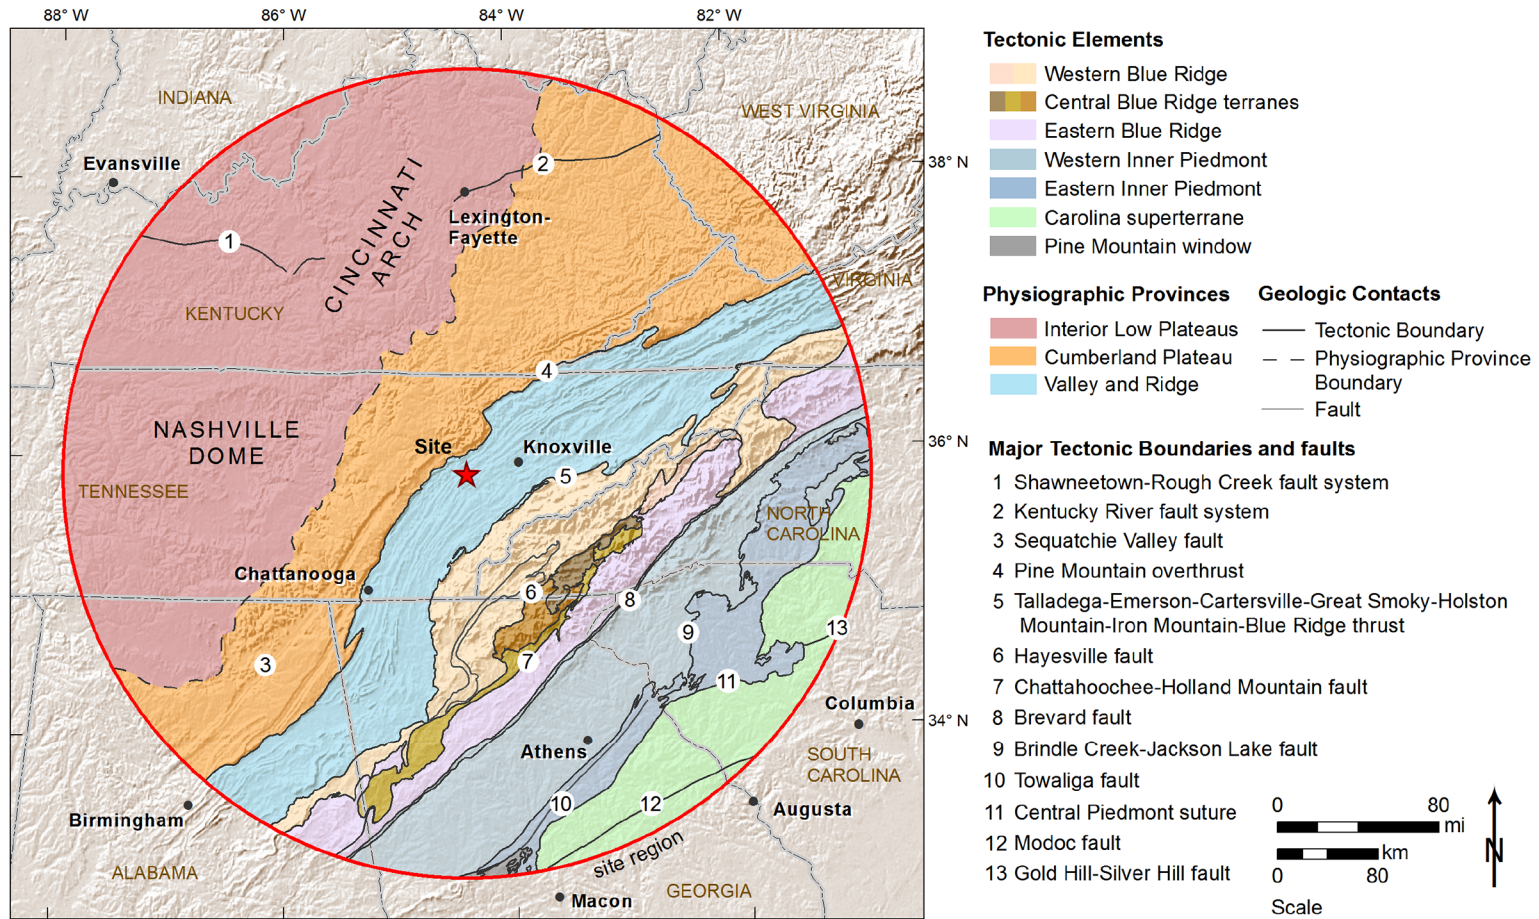 88° W
86° W
84° W
82° W
INDIANA
WEST VIRGINIA
Evansville
38° N
2
CINCINNATI
ARCH
Lexington-
Fayette
1
VIRGINIA
KENTUCKY
4
NASHVILLE
DOME
Site
Knoxville
36° N
5
TENNESSEE
NORTH
CAROLINA
Chattanooga
6
8
9
13
3
7
11
Columbia
34° N
Athens
SOUTH
CAROLINA
10
12
Augusta
Birmingham
site region
ALABAMA
GEORGIA
Macon
Tectonic Elements
Western Blue Ridge
Central Blue Ridge terranes
Eastern Blue Ridge
Western Inner Piedmont
Eastern Inner Piedmont
Carolina superterrane
Pine Mountain window
Physiographic Provinces
Interior Low Plateaus
Cumberland Plateau
Valley and Ridge
Geologic Contacts
Tectonic Boundary
Physiographic Province
Boundary
Fault
Major Tectonic Boundaries and faults
1 Shawneetown-Rough Creek fault system
2 Kentucky River fault system
3 Sequatchie Valley fault
4 Pine Mountain overthrust
5 Talladega-Emerson-Cartersville-Great Smoky-Holston
Mountain-Iron Mountain-Blue Ridge thrust
6 Hayesville fault
7 Chattahoochee-Holland Mountain fault
8 Brevard fault
9 Brindle Creek-Jackson Lake fault
10 Towaliga fault
11 Central Piedmont suture
12 Modoc fault
13 Gold Hill-Silver Hill fault
0 80
mi
km
0 80
Scale
N